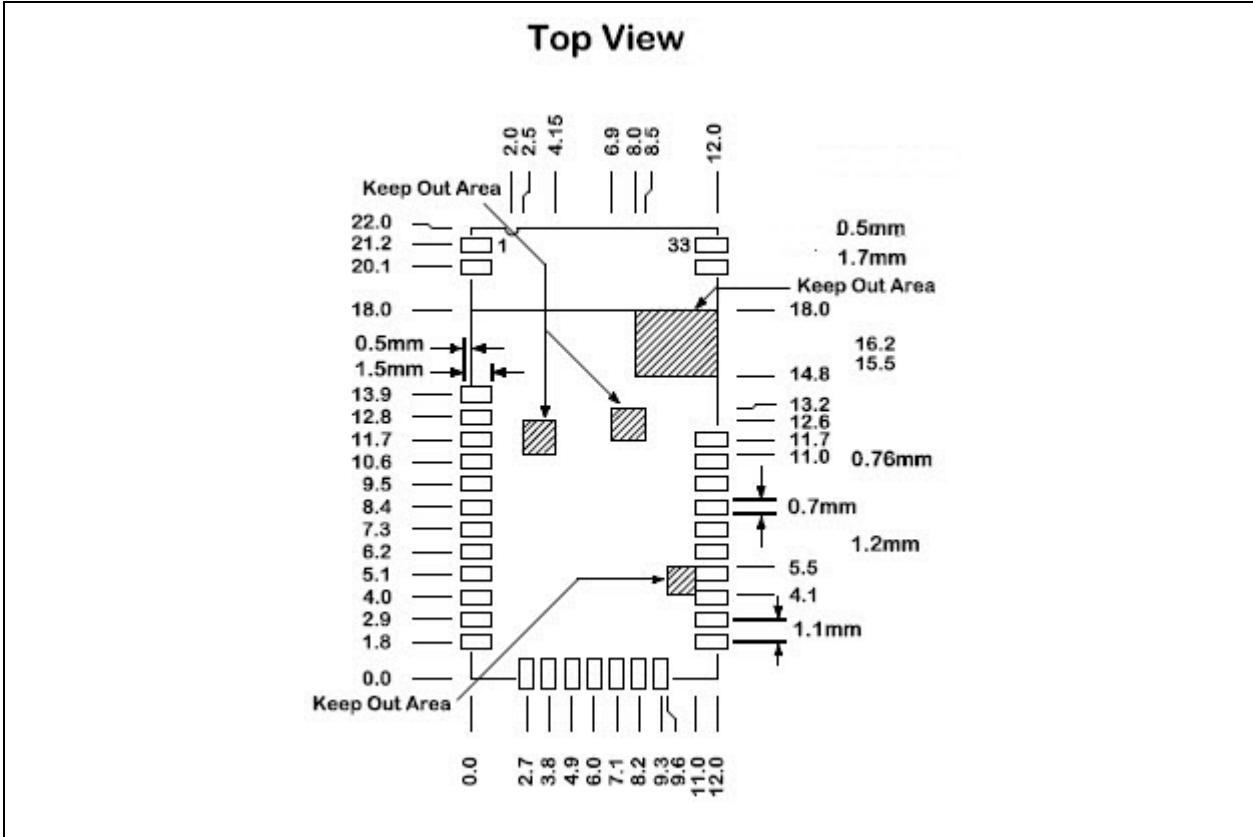 Top View
2.0 2.5 4.15 6.9 8.0 8.5 12.0
Keep Out Area
22.0
21.2
20.1
18.0
0.5mm
1.5mm
13.9
12.8
11.7
10.6
9.5
8.4
7.3
6.2
5.1
4.0
2.9
1.8
0.0
1
33
0.5mm
1.7mm
Keep Out Area
18.0
16.2
15.5
14.8
13.2
12.6
11.7
11.0
0.76mm
0.7mm
1.2mm
5.5
4.1
1.1mm
Keep Out Area
0.0 2.7 3.8 4.9 6.0 7.1 8.2 9.3 9.6 11.0 12.0